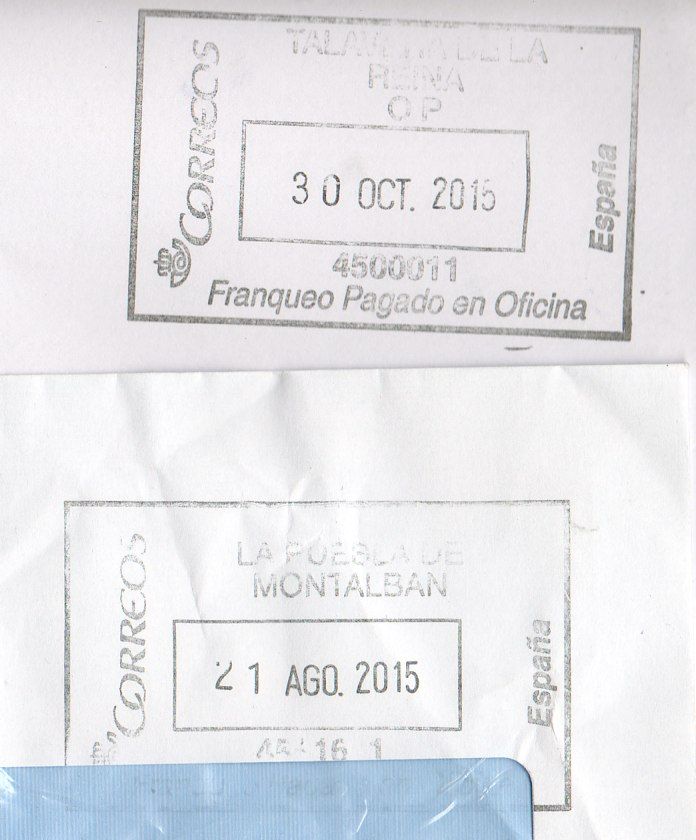 CORREOS
TALAVERA DE LA
REINA
OP
30 OCT. 2015
España
4500011
Franqueo Pagado en Oficina
CORREOS
LA PUEBLA DE
MONTALBAN
21 AGO. 2015
España